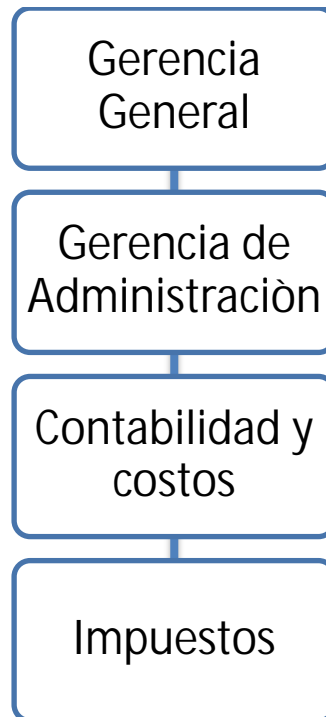 Gerencia
General
Gerencia de
Administraciòn
Contabilidad y
costos
Impuestos